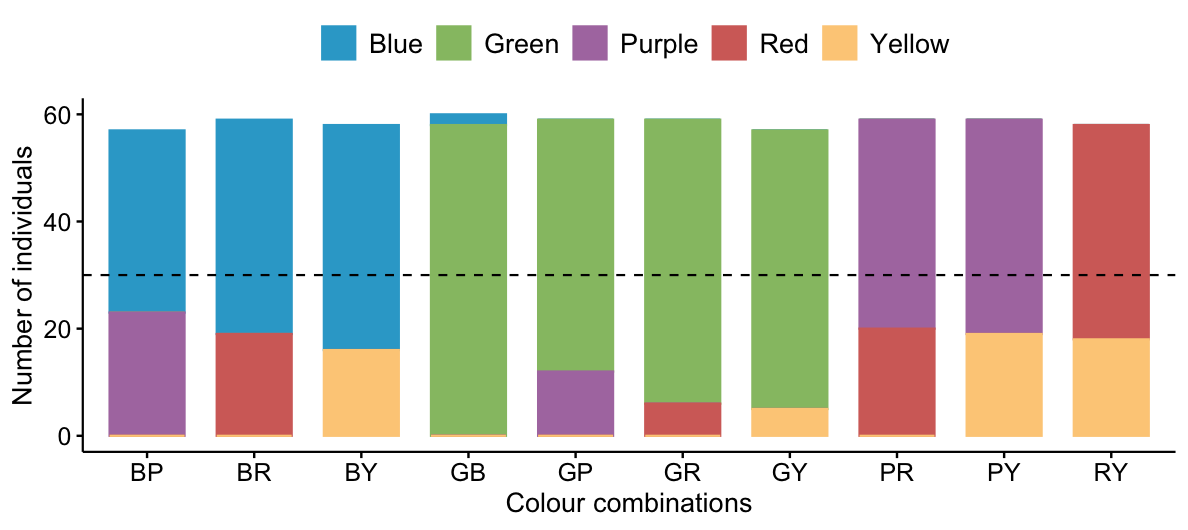 Blue Green Purple Red Yellow
Number of individuals
60
40
20
0
BP BR BY GB GP GR GY PR PY RY
Colour combinations